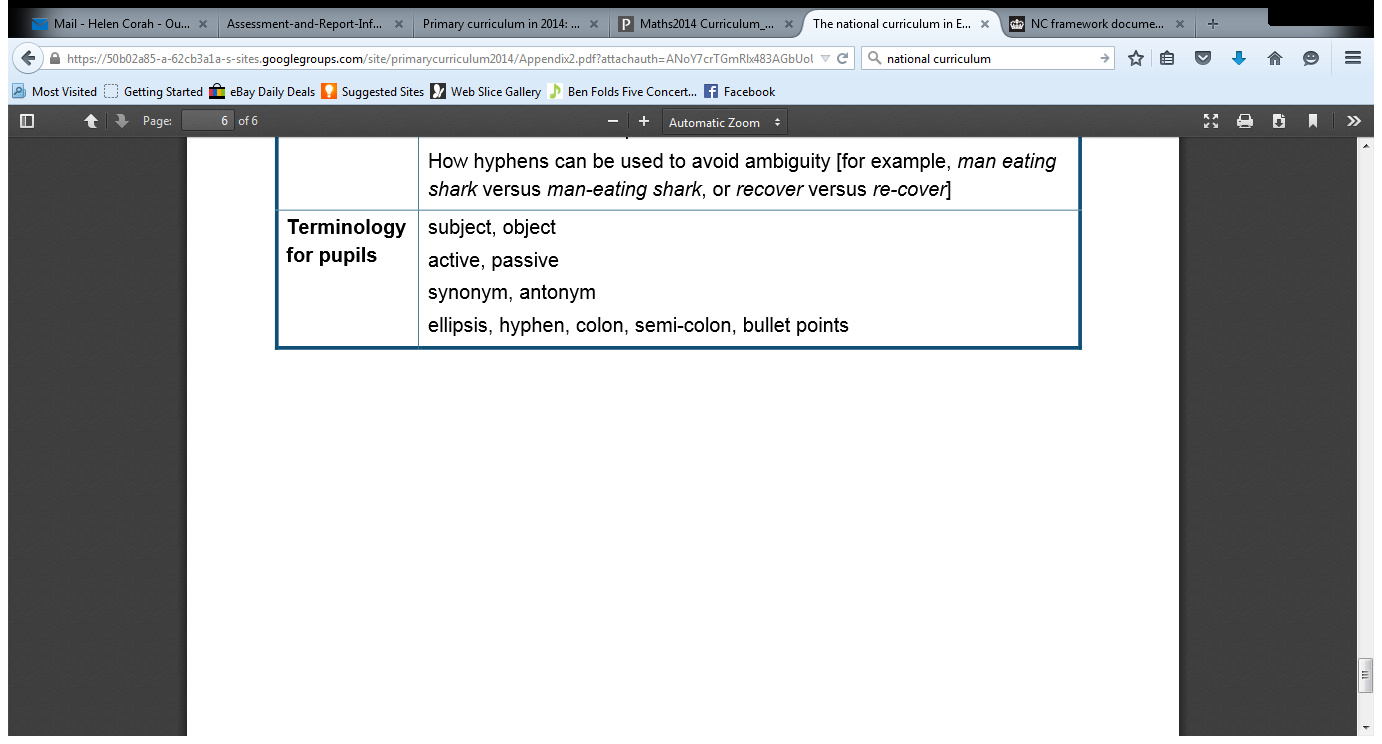 Mail - Helen Corah - Ou...
Assessment-and-Report-Inf...
Primary curriculum in 2014: ...
Maths2014 Curriculum_...
The national curriculum in E...
NC framework docume...
https://50b02a85-a-62cb3a1a-s-sites.googlegroups.com/site/primarycurriculum2014/Appendix2.pdf?attachauth=ANoY7crTGmRlx483AGbUoU
national curriculum
Most Visited Getting Started eBay Daily Deals Suggested Sites Web Slice Gallery Ben Folds Five Concert... Facebook
Page: 6 of 6 Automatic Zoom
How hyphens can be used to avoid ambiguity [for example, man eating
shark versus man-eating shark, or recover versus re-cover]
Terminology
for pupils
subject, object
active, passive
synonym, antonym
ellipsis, hyphen, colon, semi-colon, bullet points